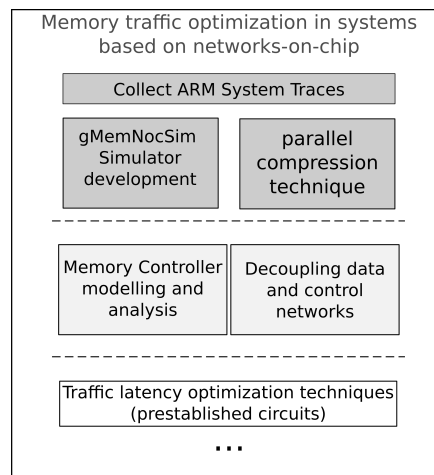 Memory traffic optimization in systems
based on networks-on-chip
Collect ARM System Traces
gMemNocSim
Simulator
development
parallel
compression
technique
Memory Controller
modelling and
analysis
Decoupling data
and control
networks
Traffic latency optimization techniques
(prestablished circuits)
...